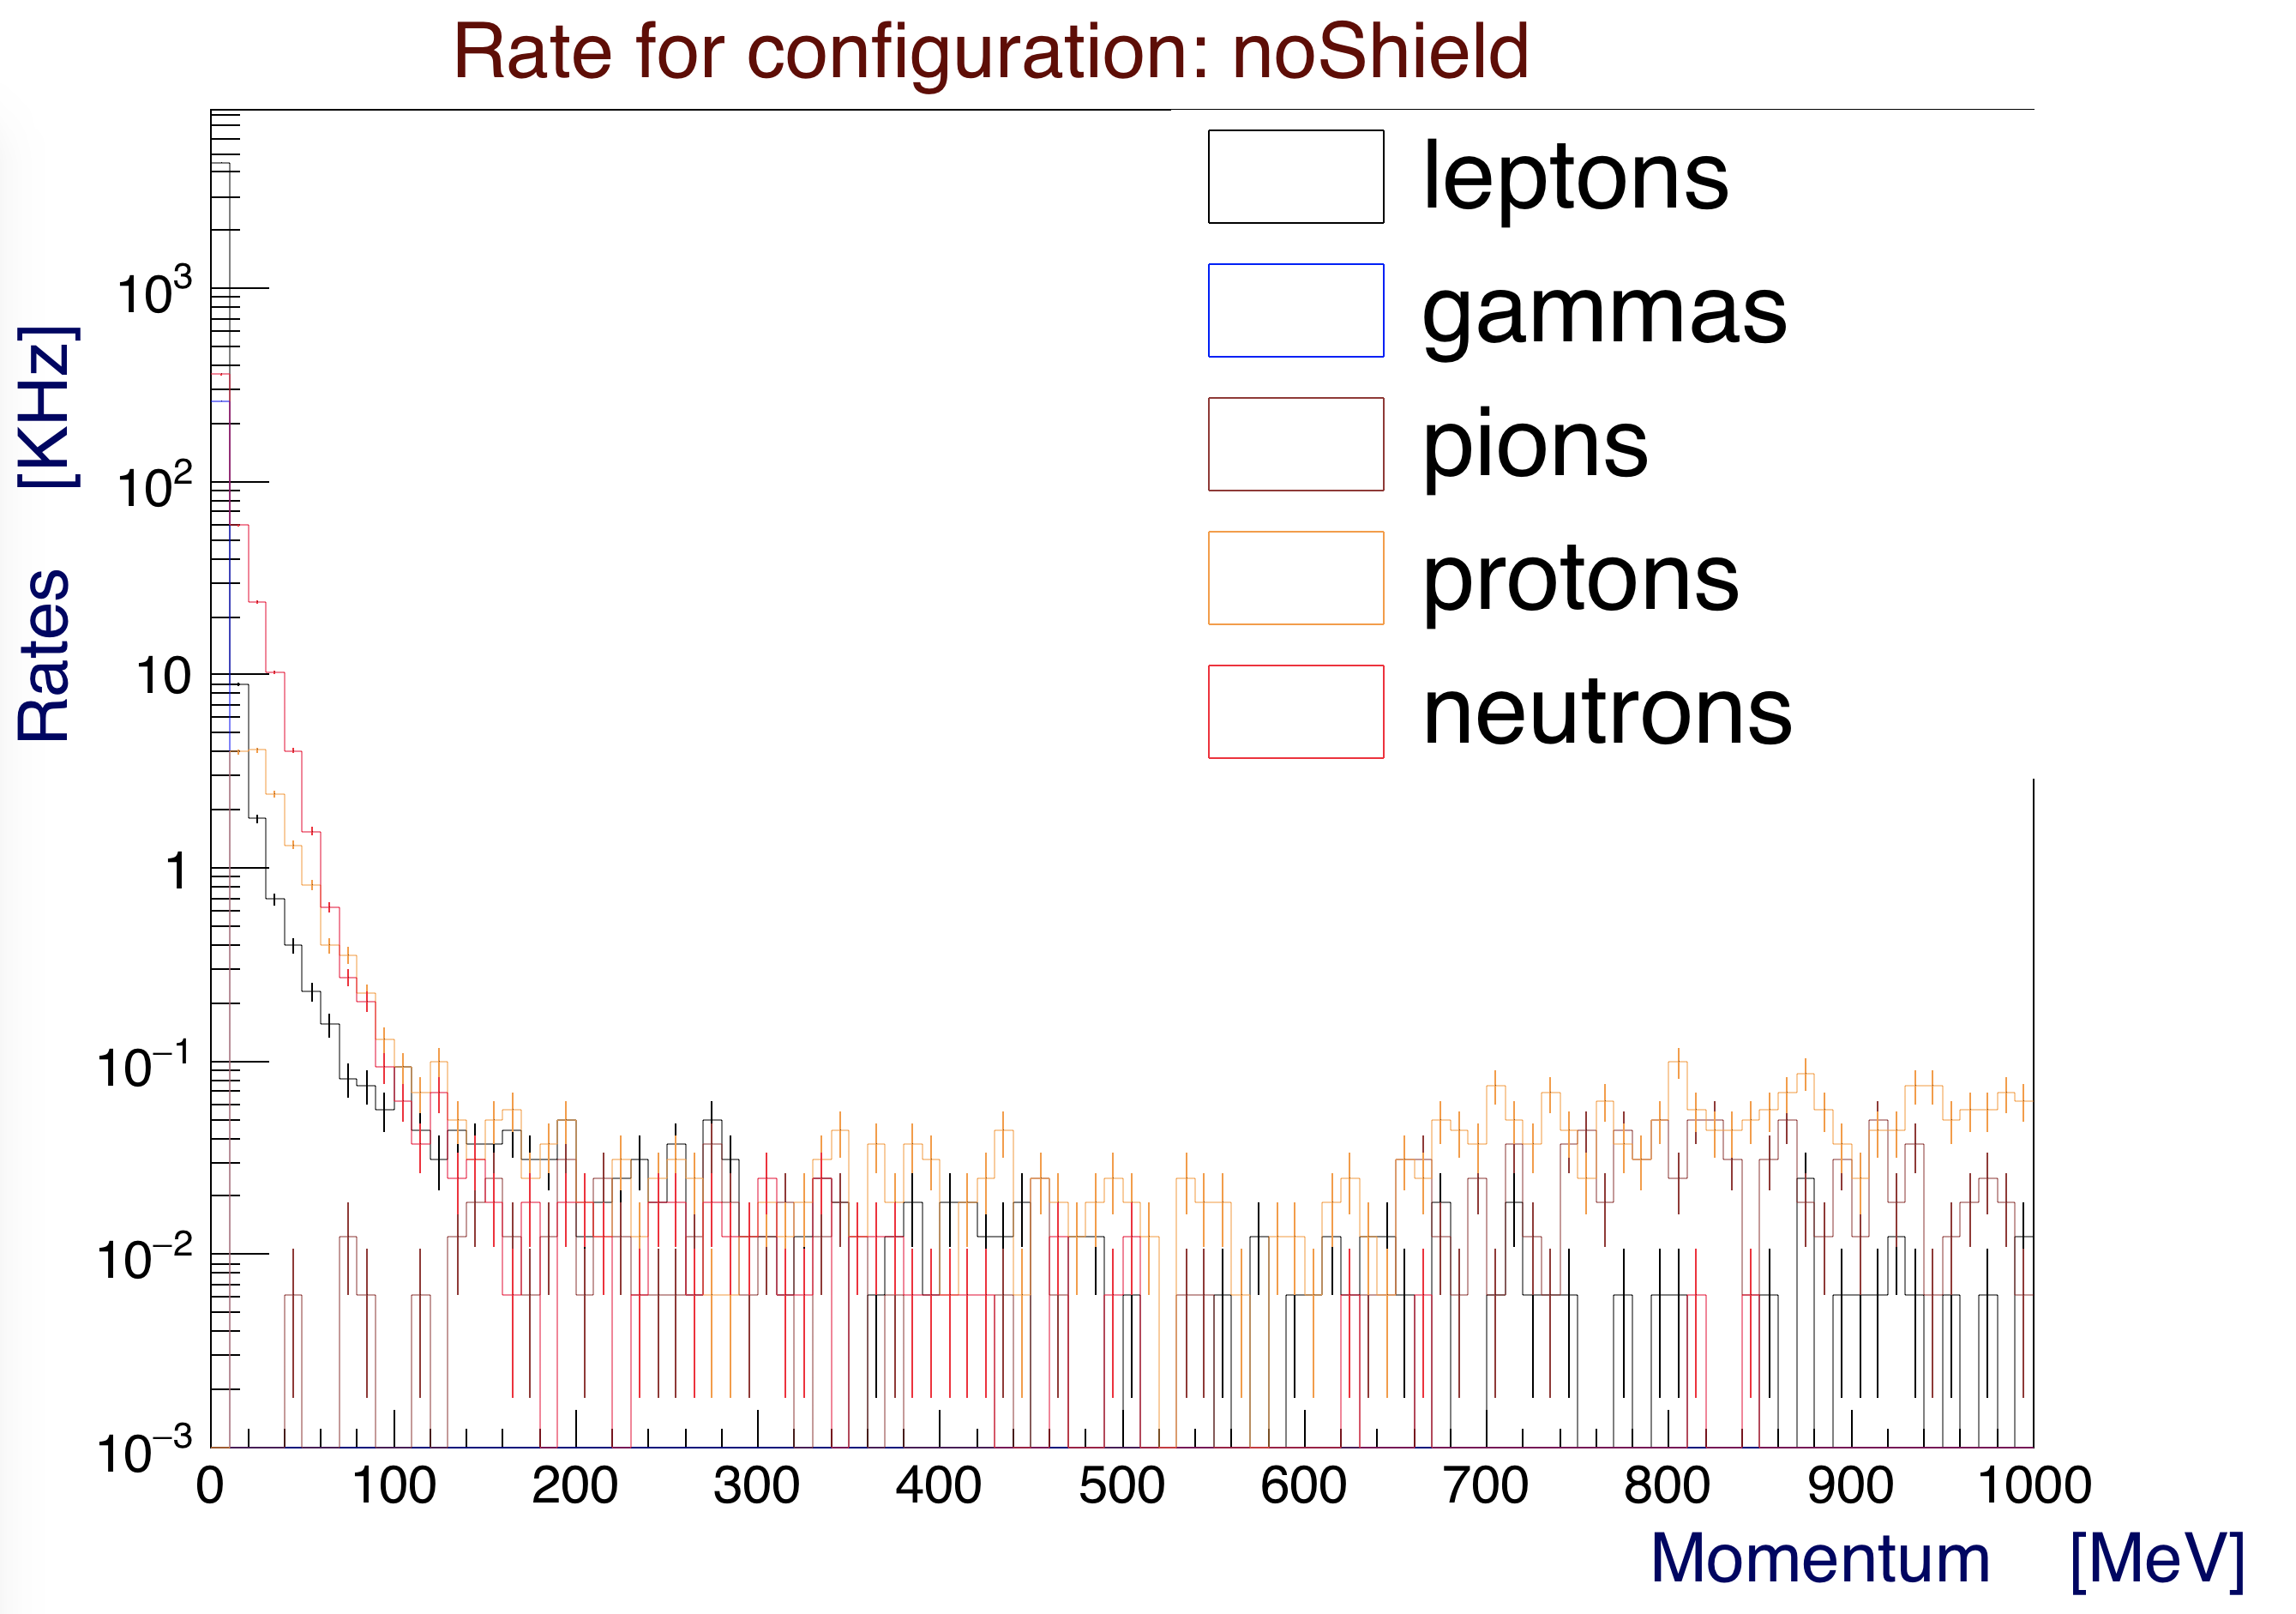 Rate for configuration: noShield
leptons
gammas
pions
protons
neutrons
Rates [KHz]
10³
10²
10
1
10⁻¹
10⁻²
10⁻³
0 100 200 300 400 500 600 700 800 900 1000
Momentum [MeV]